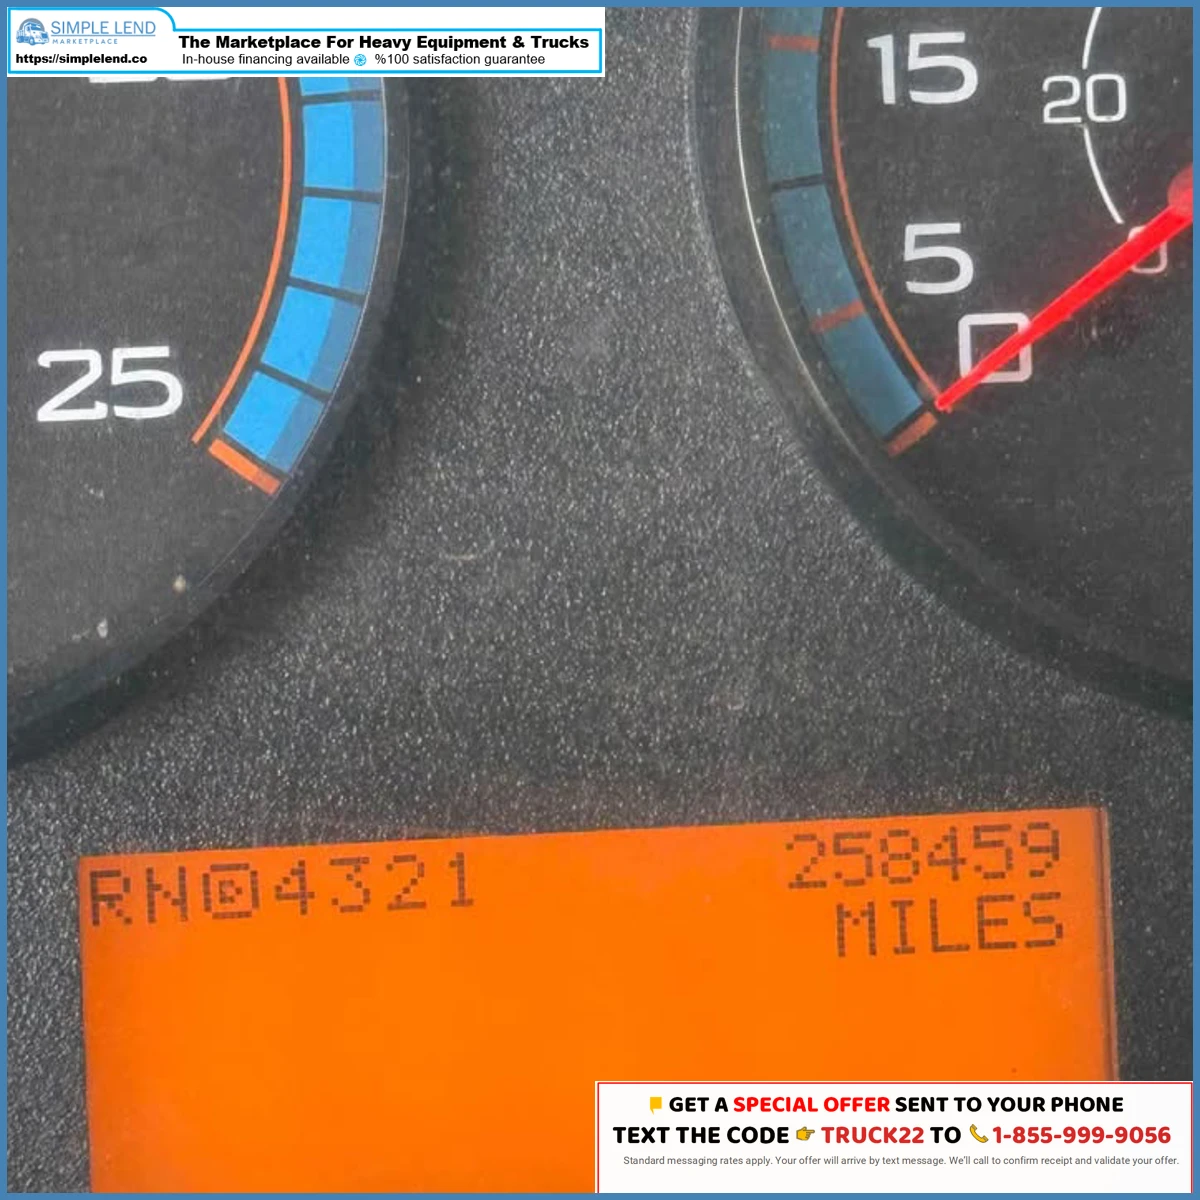 SIMPLE LEND
MARKETPLACE
https://simplelend.co
The Marketplace For Heavy Equipment & Trucks
In-house financing available %100 satisfaction guarantee
15
20
5
0
0
25
258459
MILES
GET A SPECIAL OFFER SENT TO YOUR PHONE
TEXT THE CODE 👉 TRUCK22 TO 📞 1-855-999-9056
Standard messaging rates apply. Your offer will arrive by text message. We'll call to confirm receipt and validate your offer.